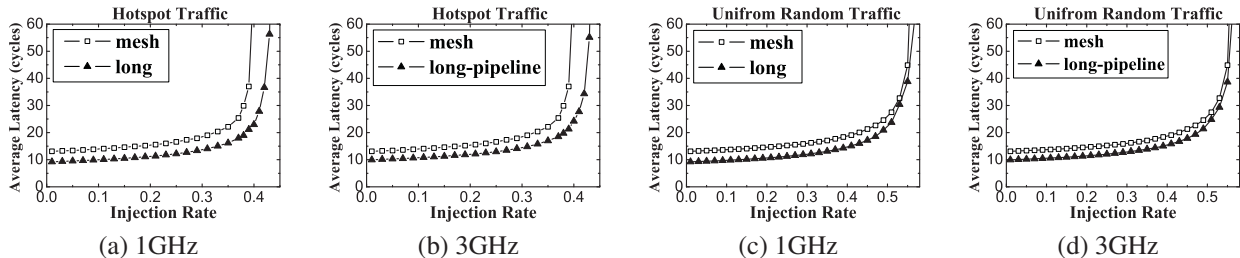 Hotspot Traffic
Average Latency (cycles)
60
50
40
30
20
10
0
mesh
long
0.0 0.1 0.2 0.3 0.4
Injection Rate
(a) 1GHz
Hotspot Traffic
Average Latency (cycles)
60
50
40
30
20
10
0
mesh
long-pipeline
0.0 0.1 0.2 0.3 0.4
Injection Rate
(b) 3GHz
Unifrom Random Traffic
Average Latency (cycles)
60
50
40
30
20
10
0
mesh
long
0.0 0.1 0.2 0.3 0.4 0.5
Injection Rate
(c) 1GHz
Unifrom Random Traffic
Average Latency (cycles)
60
50
40
30
20
10
0
mesh
long-pipeline
0.0 0.1 0.2 0.3 0.4 0.5
Injection Rate
(d) 3GHz